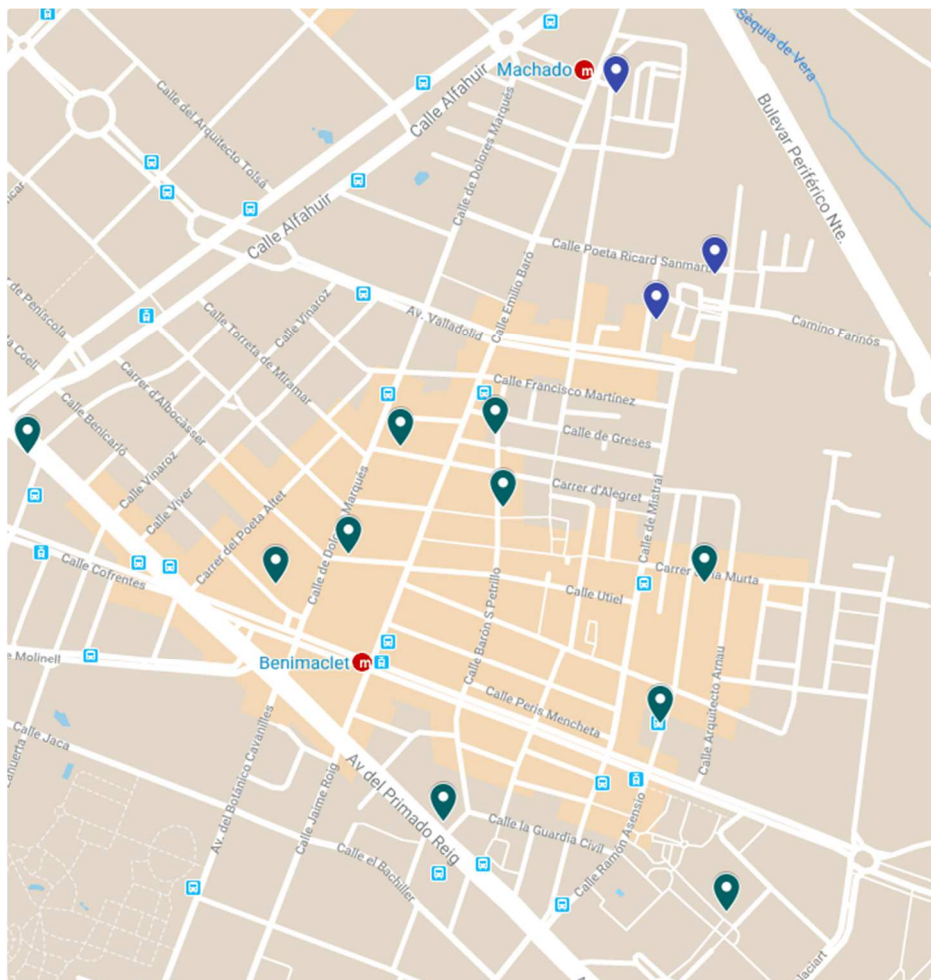 Séquia de Vera
Machado
m
Calle Alfahuir
Bulevar Periférico Nte.
Calle del Arquitecto Tolsá
Calle de Dolores Marqués
Calle Alfahuir
Calle Poeta Ricard Sanmartí
Calle Emilio Baró
de Peníscola
Calle Vinaroz
Av. Valladolid
Camino Farinós
Coeli
Calle Torreta de Miramar
Carrer d'Albocasser
Calle Francisco Martínez
Calle Benicarló
Calle de Greses
Calle Vinaroz
Carrer d'Alegret
Calle Viver
Carrer del Poeta Altet
Calle de Dolores Marqués
Calle de Mistral
Calle Cofrentes
Carrer de la Murta
Calle Utiel
Calle Barón S Petrillo
e Molinell
Benimaclet
m
Calle Peris Mencheta
Calle Arquitecto Arnau
Calle Jaca
Av. del Botánico Cavanilles
Calle Jaime Roig
Av del Primado Reig
Calle la Guardia Civil
Calle Ramón Asensio
Calle el Bachiller